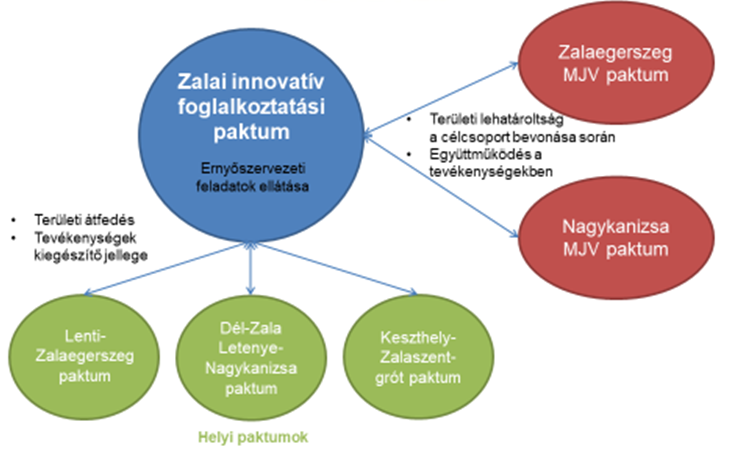 Zalai innovatív
foglalkoztatási
paktum
Ernyőszervezeti
feladatok ellátása
Zalaegerszeg
MJV paktum
• Területi lehatároltság
a célcsoport bevonása során
• Együttműködés a
tevékenységekben
Nagykanizsa
MJV paktum
• Területi átfedés
• Tevékenységek
kiegészítő jellege
Lenti-
Zalaegerszeg
paktum
Dél-Zala
Letenye-
Nagykanizsa
paktum
Keszthely-
Zalaszent-
grót paktum
Helyi paktumok